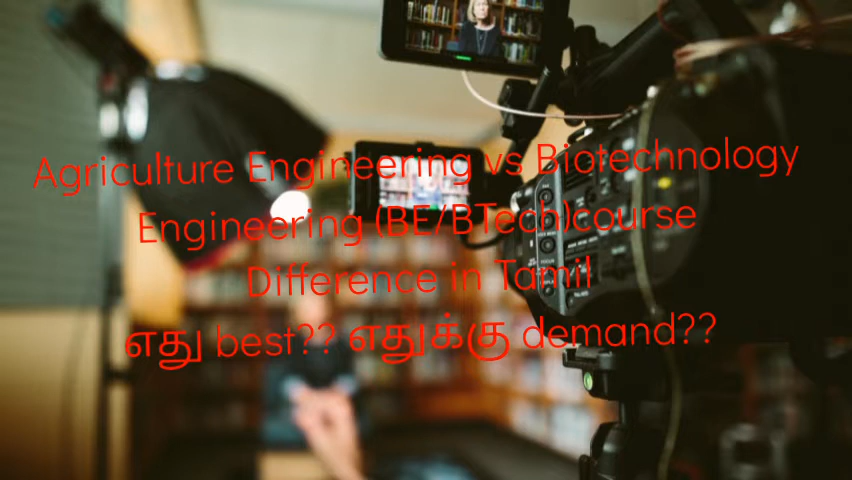 Agriculture Engineering vs Biotechnology
Engineering (BE/BTech)course
Difference in Tamil
எது best?? எதுக்கு demand??